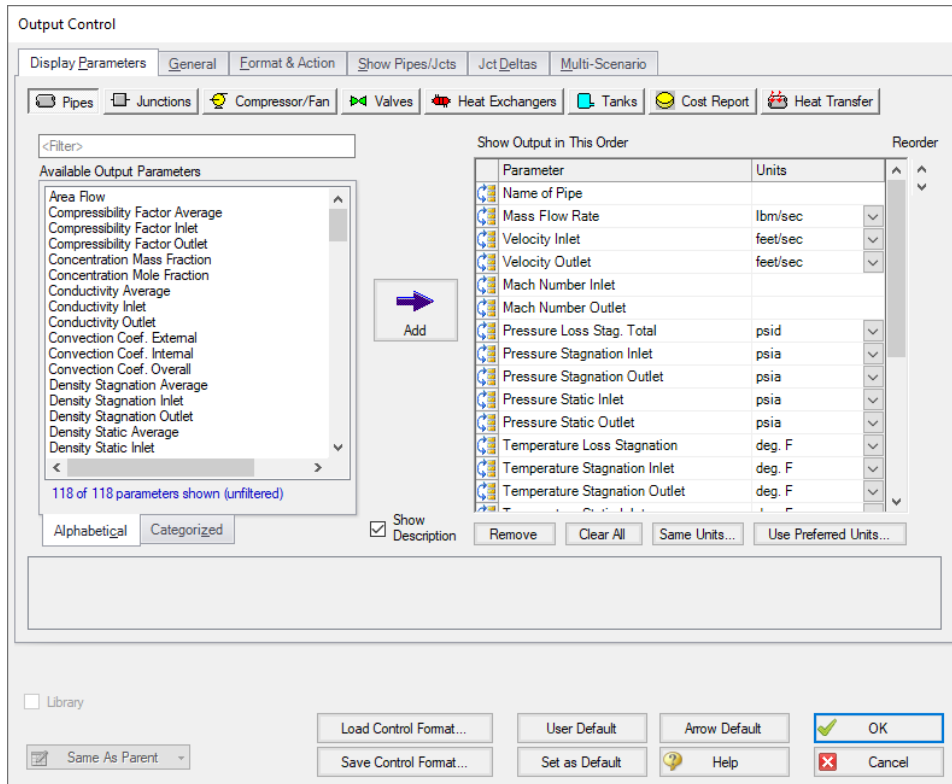 Output Control
Display Parameters General Format & Action Show Pipes/Jcts Jct Deltas Multi-Scenario
Pipes Junctions Compressor/Fan Valves Heat Exchangers Tanks Cost Report Heat Transfer
<Filter>
Available Output Parameters
Area Flow
Compressibility Factor Average
Compressibility Factor Inlet
Compressibility Factor Outlet
Concentration Mass Fraction
Concentration Mole Fraction
Conductivity Average
Conductivity Inlet
Conductivity Outlet
Convection Coef. External
Convection Coef. Internal
Convection Coef. Overall
Density Stagnation Average
Density Stagnation Inlet
Density Stagnation Outlet
Density Static Average
Density Static Inlet
118 of 118 parameters shown (unfiltered)
Alphabetical Categorized
Add
Show
Description
Show Output in This Order Reorder
Parameter Units
Name of Pipe
Mass Flow Rate lbm/sec
Velocity Inlet feet/sec
Velocity Outlet feet/sec
Mach Number Inlet
Mach Number Outlet
Pressure Loss Stag. Total psid
Pressure Stagnation Inlet psia
Pressure Stagnation Outlet psia
Pressure Static Inlet psia
Pressure Static Outlet psia
Temperature Loss Stagnation deg. F
Temperature Stagnation Inlet deg. F
Temperature Stagnation Outlet deg. F
Remove Clear All Same Units... Use Preferred Units...
Library
Same As Parent
Load Control Format... User Default Arrow Default OK
Save Control Format... Set as Default Help Cancel